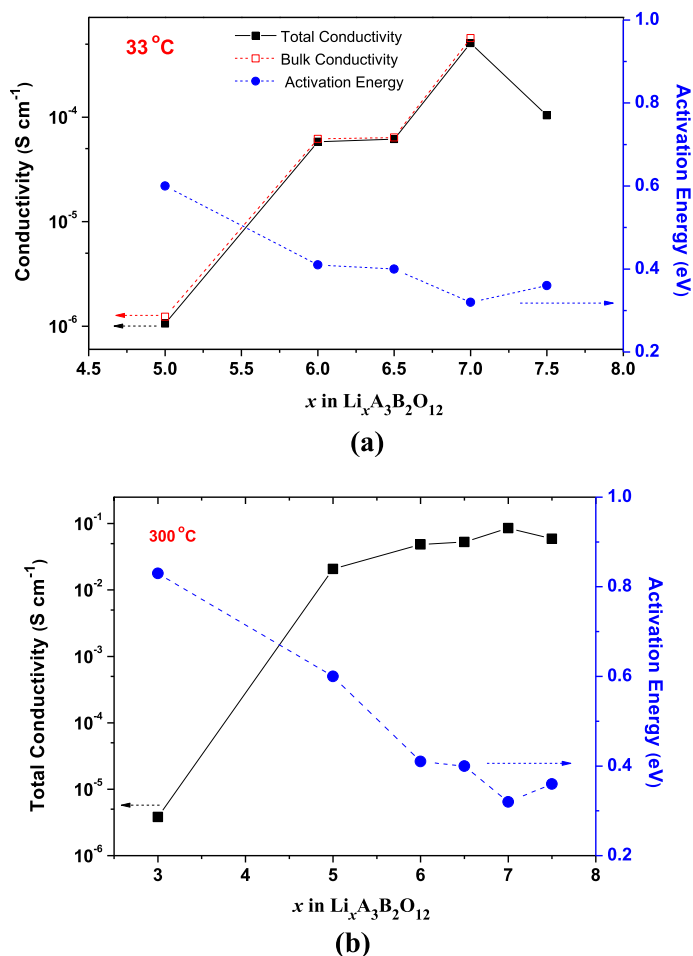 33 °C
Total Conductivity
Bulk Conductivity
Activation Energy
Conductivity (S cm⁻¹)
10⁻⁴
10⁻⁵
10⁻⁶
1.0
0.8
0.6
0.4
0.2
Activation Energy (eV)
4.5 5.0 5.5 6.0 6.5 7.0 7.5 8.0
x in LiₓA₃B₂O₁₂
(a)
300 °C
Total Conductivity (S cm⁻¹)
10⁻¹
10⁻²
10⁻³
10⁻⁴
10⁻⁵
10⁻⁶
1.0
0.8
0.6
0.4
0.2
Activation Energy (eV)
3 4 5 6 7 8
x in LiₓA₃B₂O₁₂
(b)